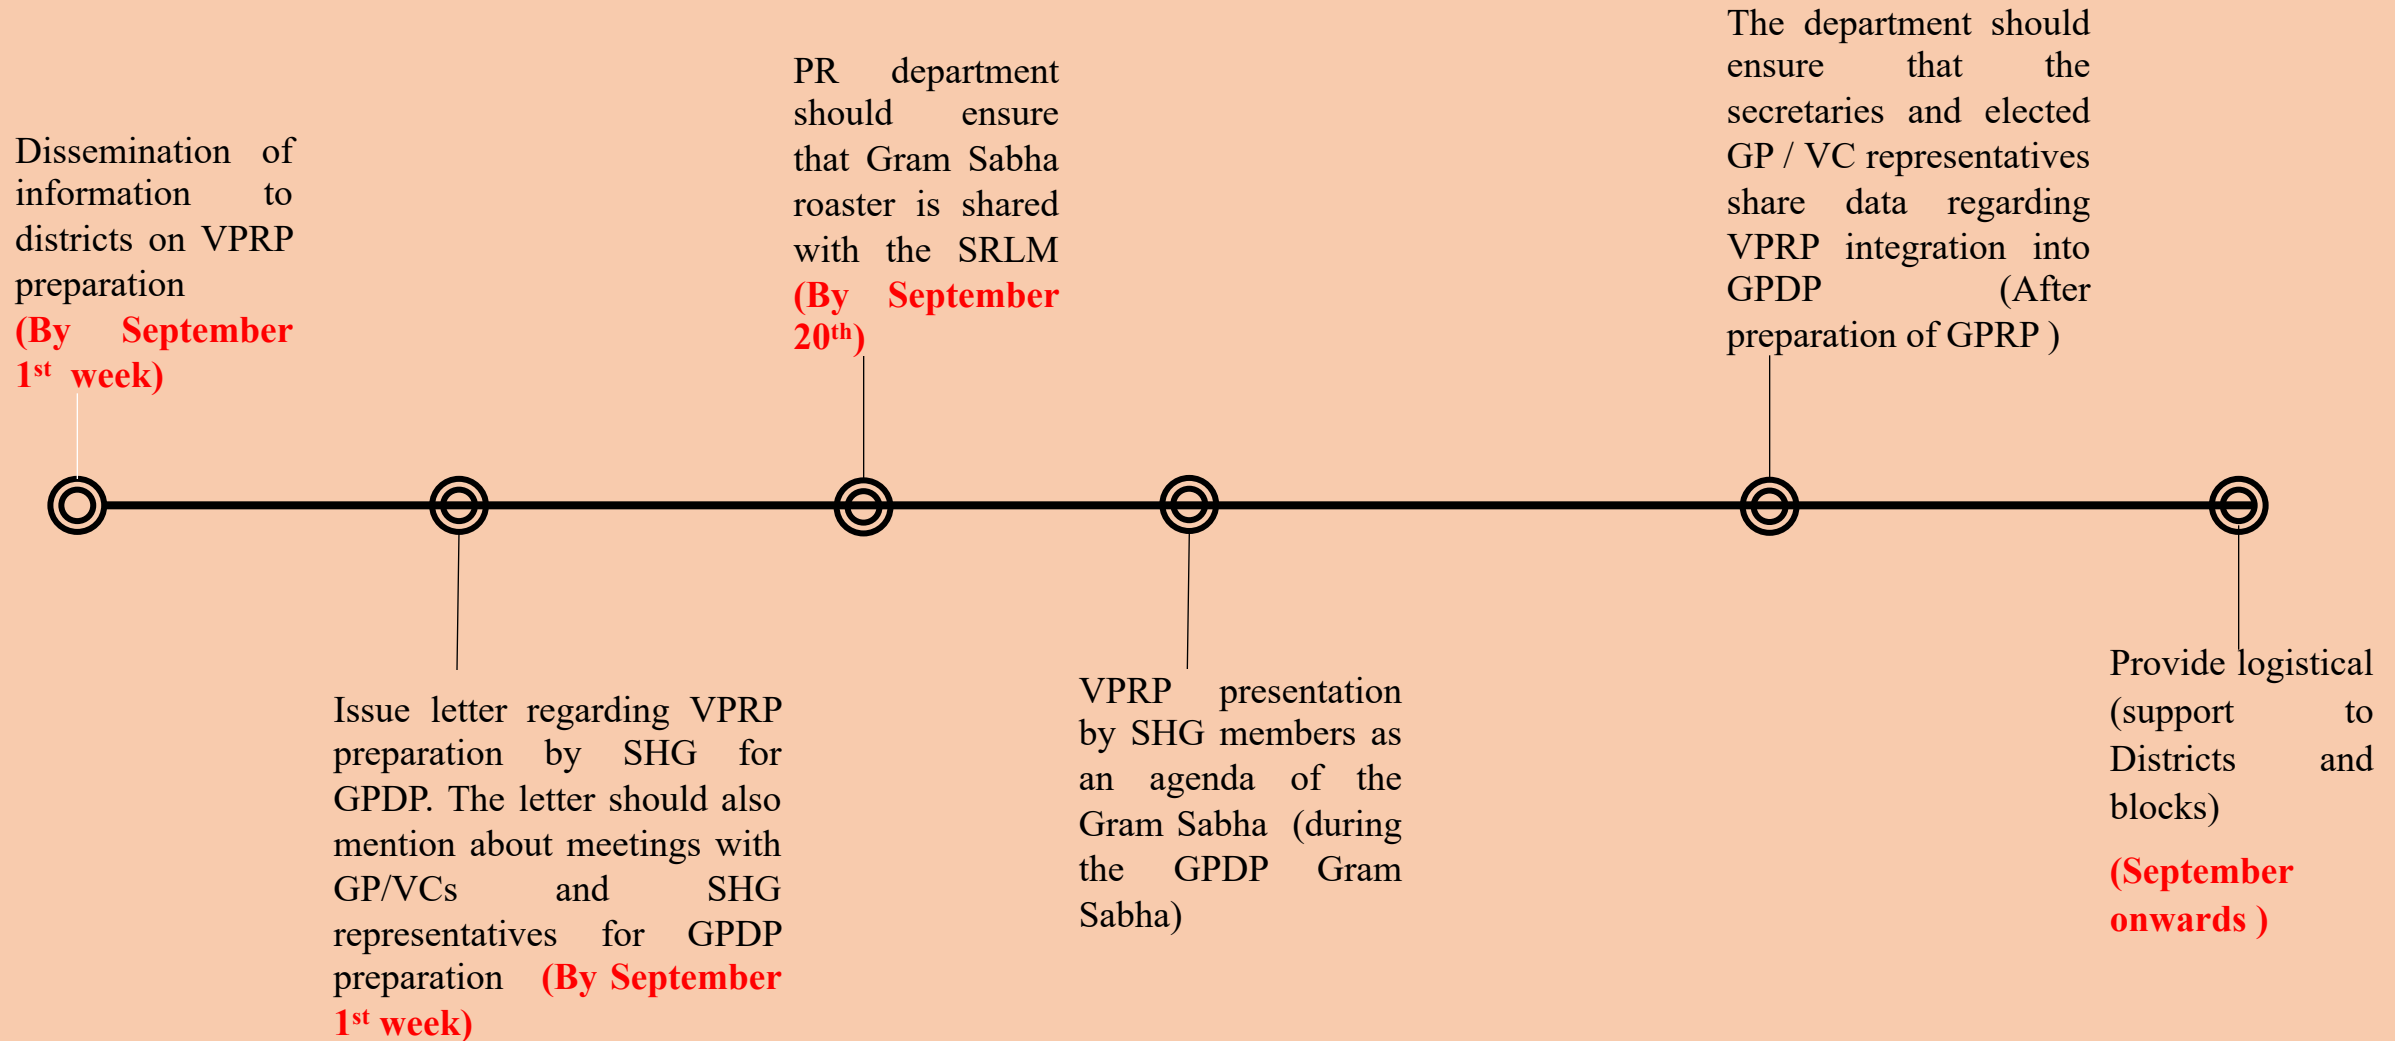 Dissemination of
information to
districts on VPRP
preparation
(By September
1st week)
Issue letter regarding VPRP
preparation by SHG for
GPDP. The letter should also
mention about meetings with
GP/VCs and SHG
representatives for GPDP
preparation (By September
1st week)
PR department
should ensure
that Gram Sabha
roaster is shared
with the SRLM
(By September
20th)
VPRP presentation
by SHG members as
an agenda of the
Gram Sabha (during
the GPDP Gram
Sabha)
The department should
ensure that the
secretaries and elected
GP / VC representatives
share data regarding
VPRP integration into
GPDP (After
preparation of GPRP )
Provide logistical
(support to
Districts and
blocks)
(September
onwards )